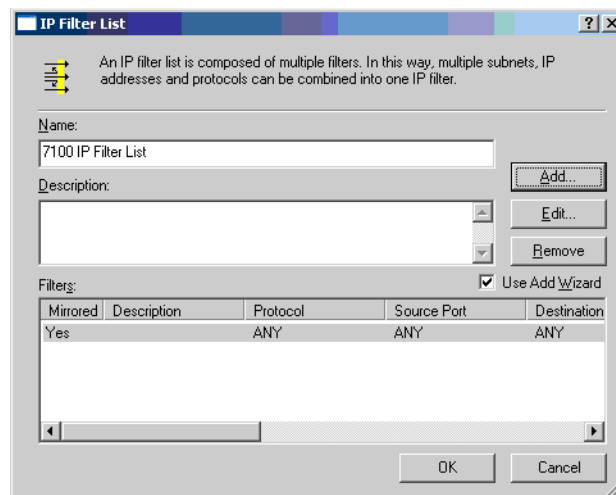 IP Filter List
An IP filter list is composed of multiple filters. In this way, multiple subnets, IP
addresses and protocols can be combined into one IP filter.
Name:
7100 IP Filter List
Add...
Description:
Edit...
Remove
Filters:
Use Add Wizard
Mirrored Description Protocol Source Port Destination
Yes ANY ANY ANY
OK Cancel